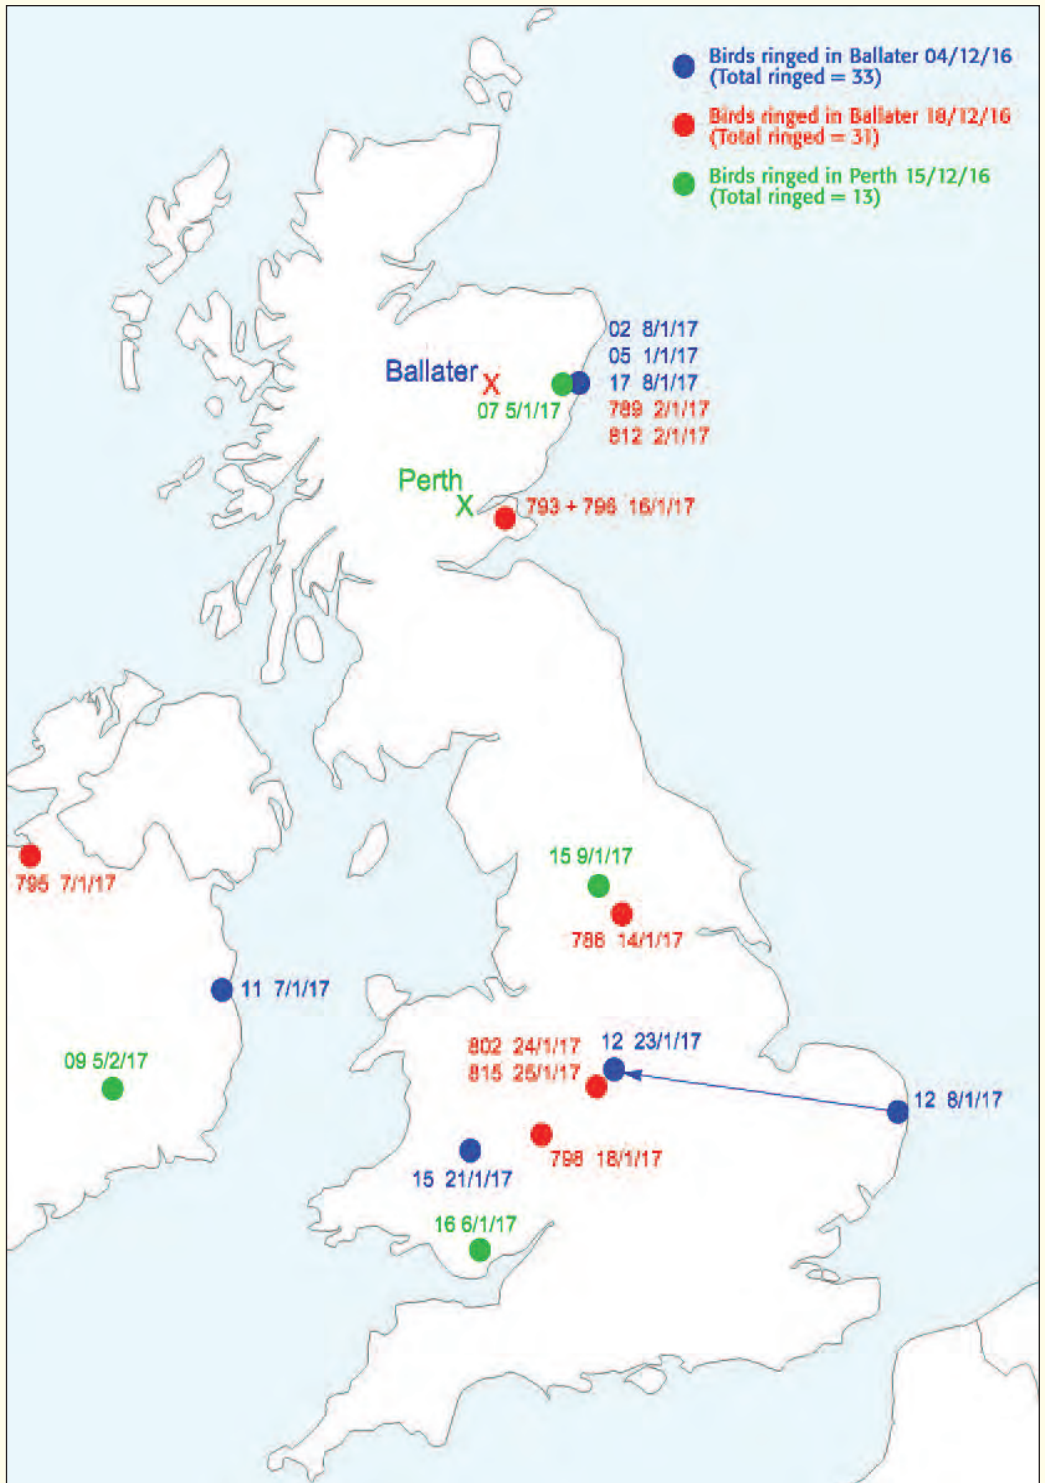 Birds ringed in Ballater 04/12/16
(Total ringed = 33)
Birds ringed in Ballater 18/12/16
(Total ringed = 31)
Birds ringed in Perth 15/12/16
(Total ringed = 13)
02 8/1/17
05 1/1/17
17 8/1/17
789 2/1/17
812 2/1/17
Ballater X
07 5/1/17
Perth
X
793 + 796 16/1/17
15 9/1/17
786 14/1/17
795 7/1/17
11 7/1/17
09 5/2/17
802 24/1/17
815 25/1/17
12 23/1/17
12 8/1/17
798 18/1/17
15 21/1/17
16 6/1/17